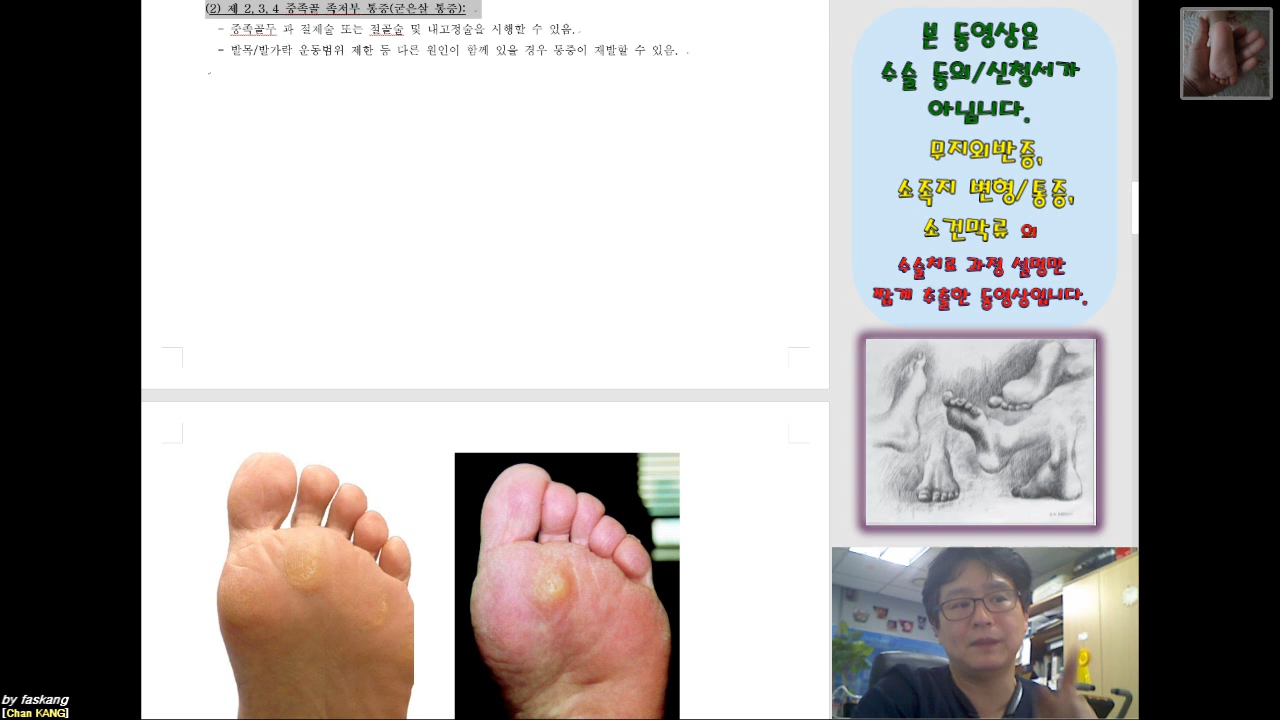 (2) 제 2, 3, 4 중족골 족저부 통증(굳은살 통증):
- 중족골두 과 절제술 또는 절골술 및 내고정술을 시행할 수 있음.
- 발목/발가락 운동범위 제한 등 다른 원인이 함께 있을 경우 통증이 재발할 수 있음.
본 동영상은
수술 동의/신청서가
아닙니다.
무지외반증,
소족지 변형/통증,
소건막류 의
수술치료 과정 설명만
짧게 추출한 동영상입니다.
by faskang
[Chan KANG]